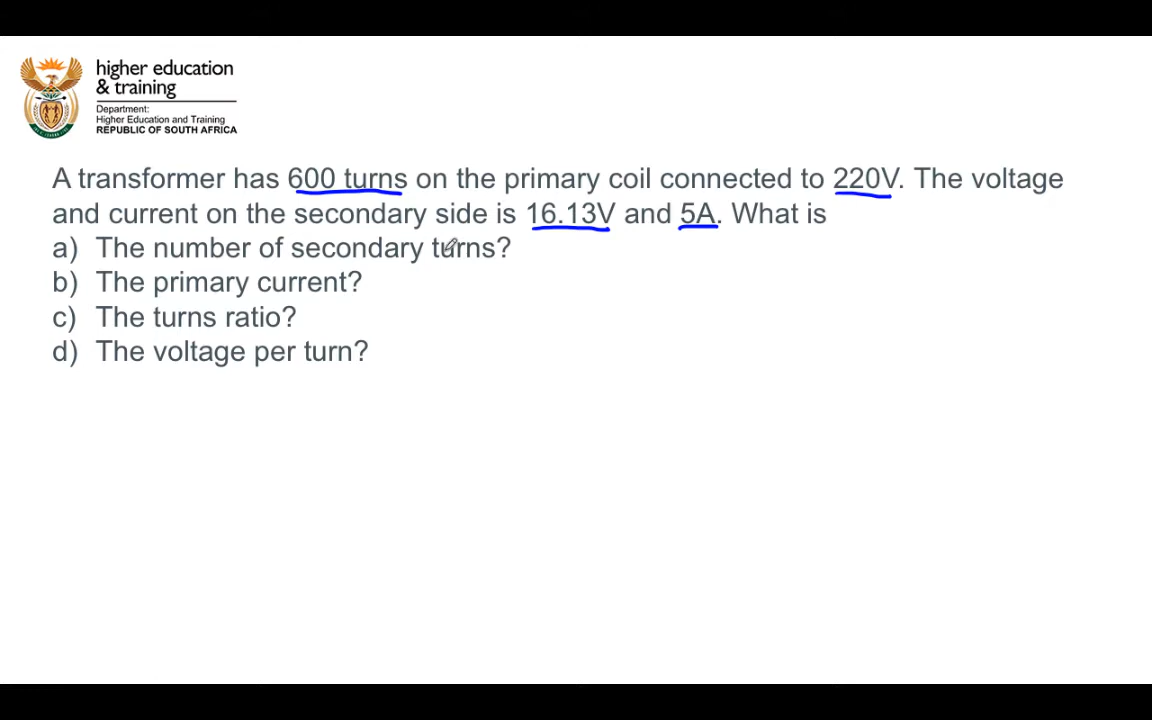 higher education
& training
Department:
Higher Education and Training
REPUBLIC OF SOUTH AFRICA
A transformer has 600 turns on the primary coil connected to 220V. The voltage
and current on the secondary side is 16.13V and 5A. What is
a) The number of secondary turns?
b) The primary current?
c) The turns ratio?
d) The voltage per turn?